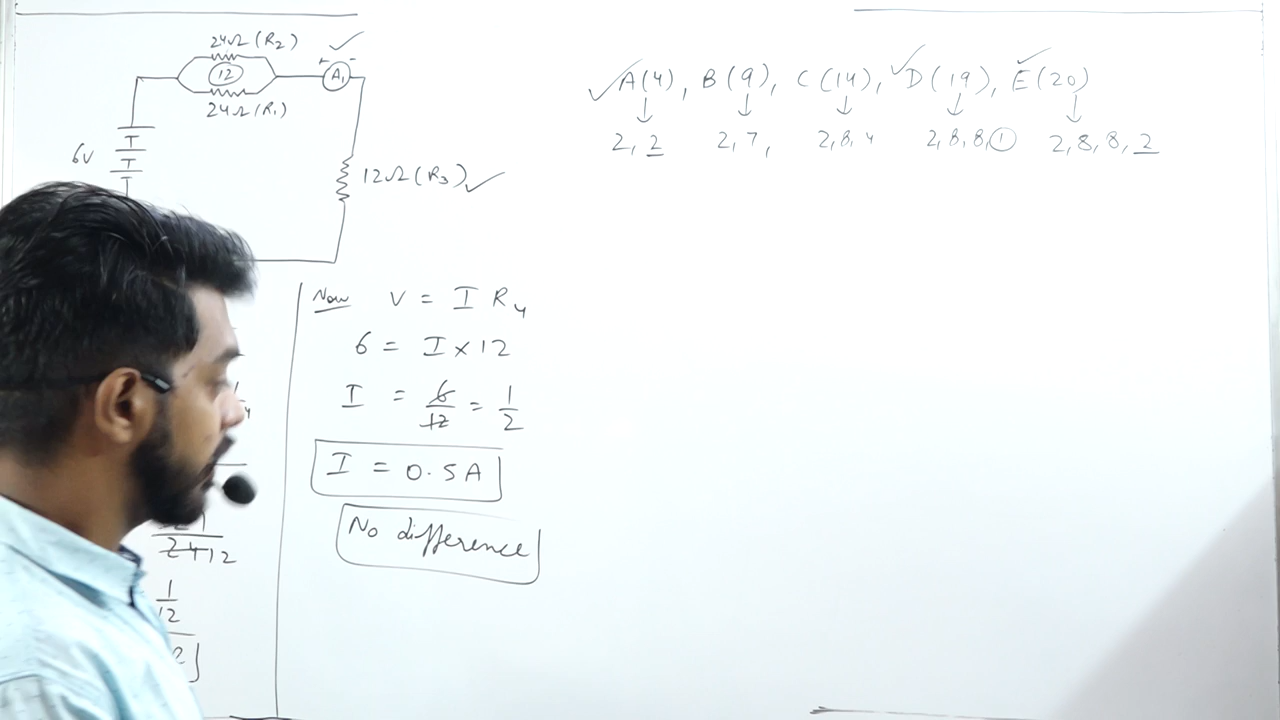 24Ω(R2)
12
A1
+ -
24Ω(R1)
6V
12Ω(R3)
Now V = I R4
6 = I × 12
I = 6/12 = 1/2
I = 0.5A
No difference
1
2412
1/12
A(4), B(9), C(14), D(19), E(20)
2, 2 2, 7, 2, 8, 4 2, 8, 8, 1 2, 8, 8, 2